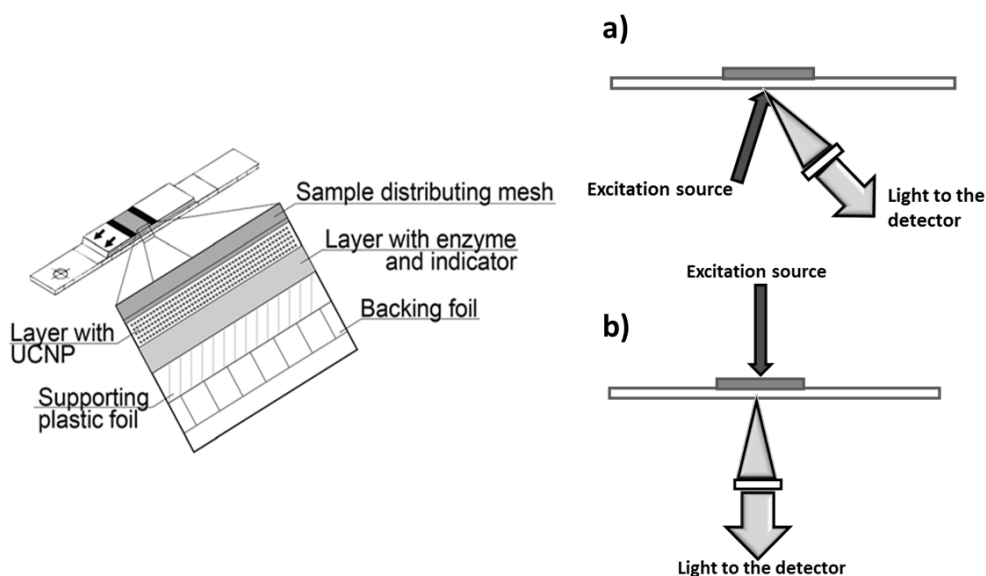 Sample distributing mesh
Layer with enzyme
and indicator
Backing foil
Layer with
UCNP
Supporting
plastic foil
a)
Excitation source
Light to the
detector
Excitation source
b)
Light to the detector